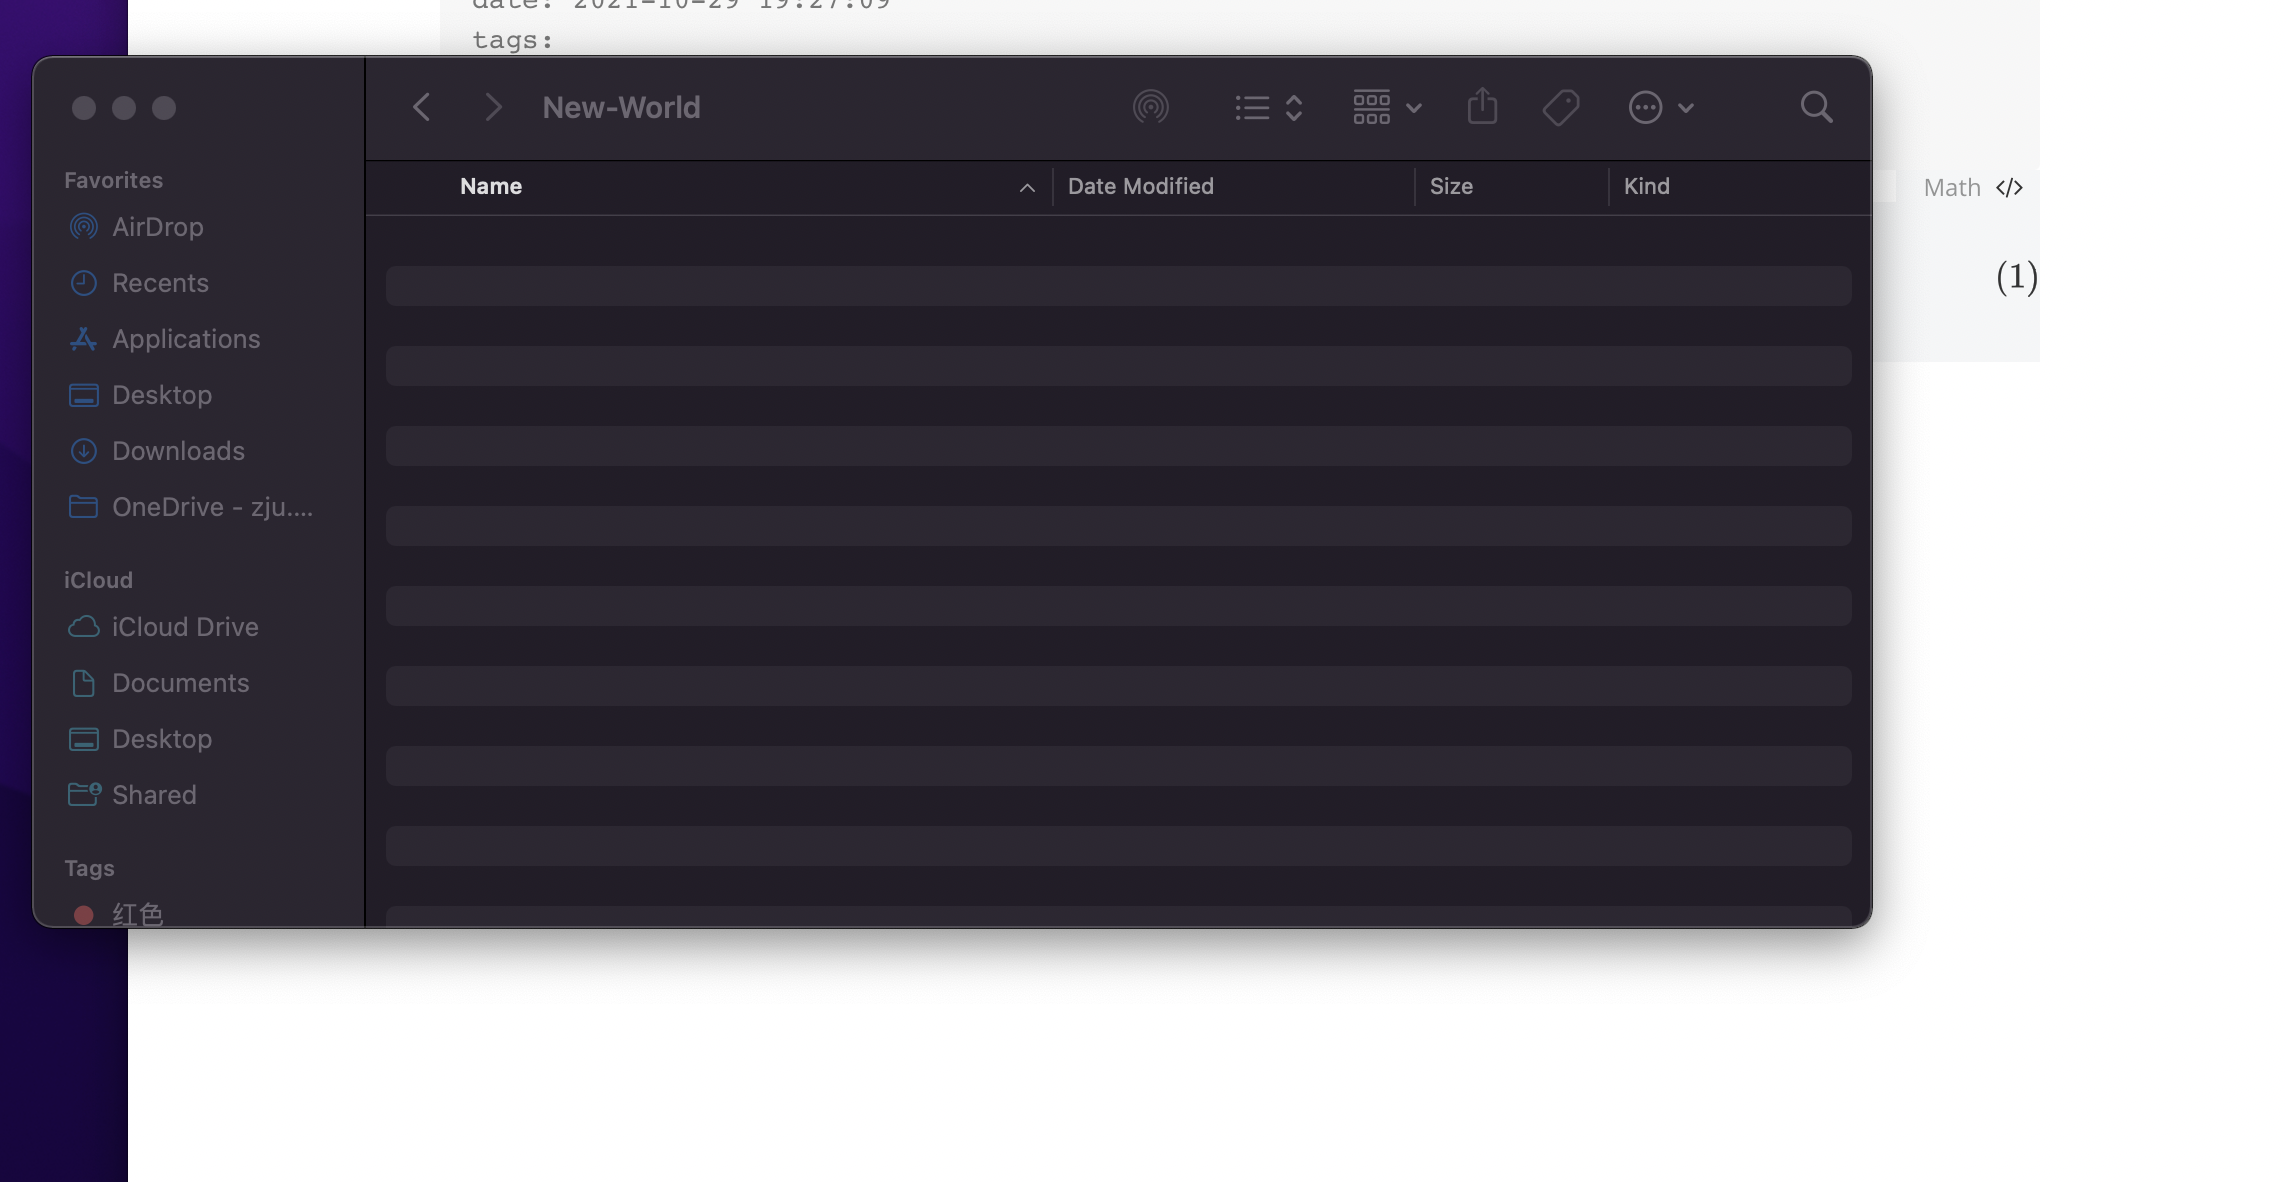 date: 2021-10-29 19:27:09
tags:
New-World
Favorites
AirDrop
Recents
Applications
Desktop
Downloads
OneDrive - zju....
iCloud
iCloud Drive
Documents
Desktop
Shared
Tags
红色
Name
Date Modified
Size
Kind
Math </>
(1)